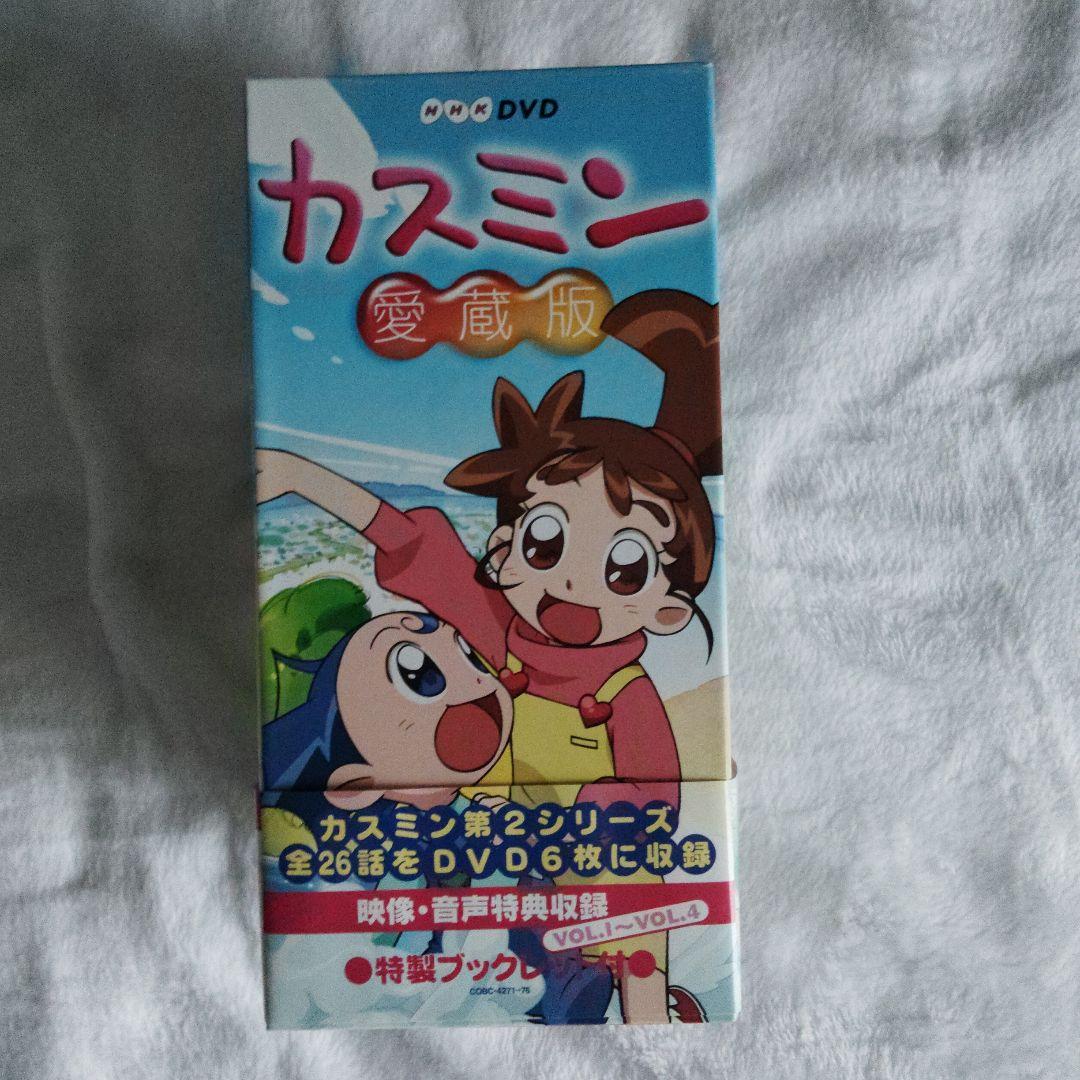 NHK DVD
カスミン
愛蔵版
カスミン第2シリーズ
全26話をDVD6枚に収録
映像・音声特典収録
VOL.1〜VOL.4
●特製ブックレット付●
COBC-4271~76